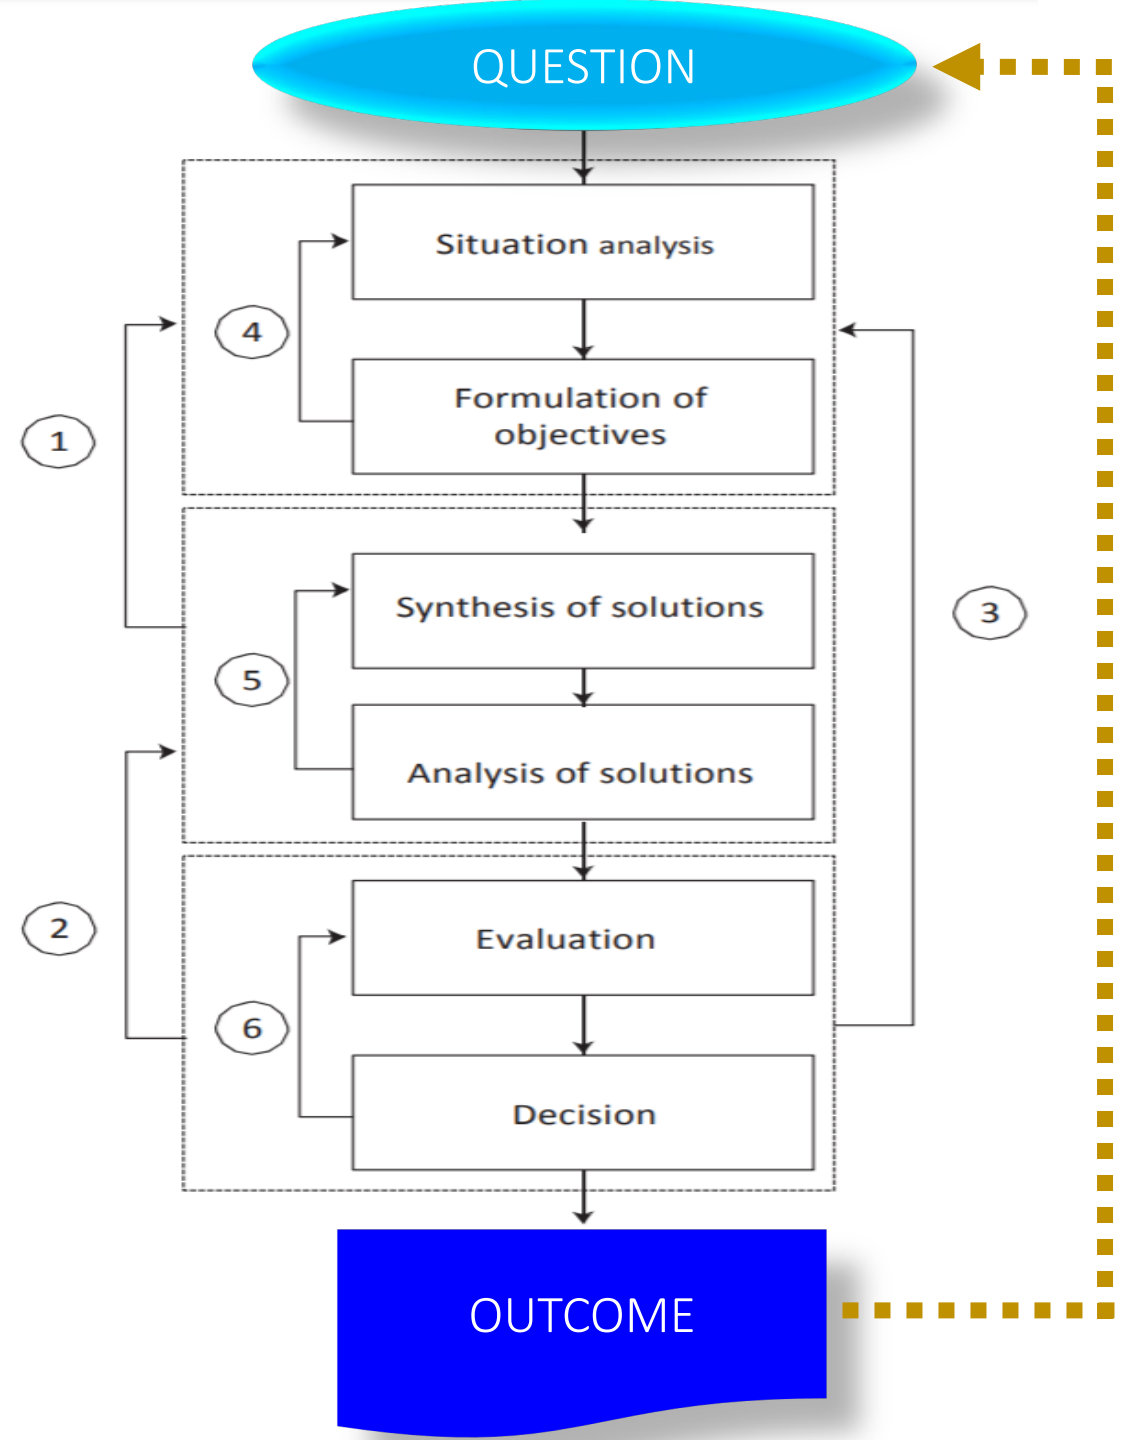 QUESTION
Situation analysis
4
Formulation of
objectives
1
Synthesis of solutions
3
5
Analysis of solutions
2
Evaluation
6
Decision
OUTCOME